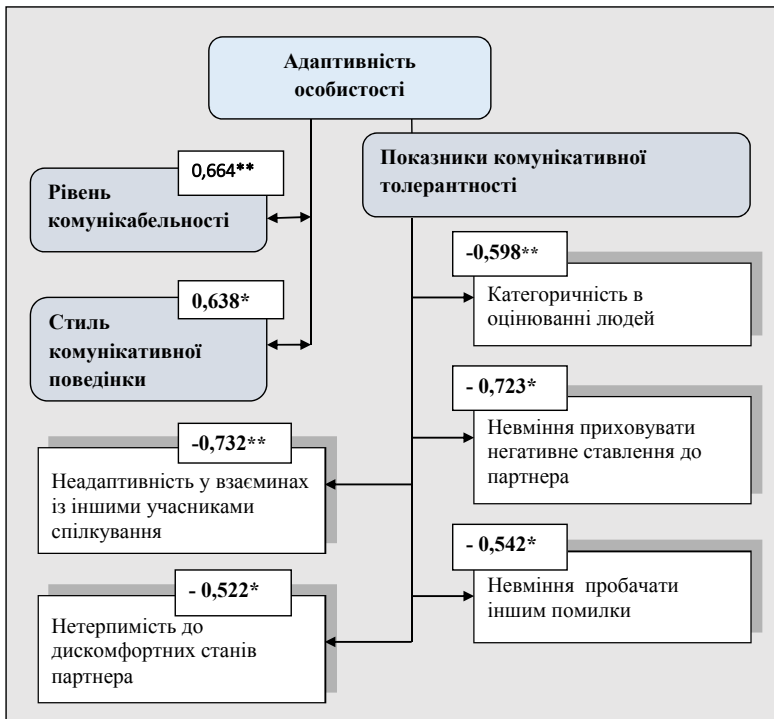 Адаптивність
особистості
0,664**
Рівень
комунікабельності
0,638*
Стиль
комунікативної
поведінки
Показники комунікативної
толерантності
-0,598**
Категоричність в
оцінюванні людей
- 0,723*
Невміння приховувати
негативне ставлення до
партнера
-0,732**
Неадаптивність у взаєминах
із іншими учасниками
спілкування
- 0,542*
Невміння пробачати
іншим помилки
- 0,522*
Нетерпимість до
дискомфортних станів
партнера